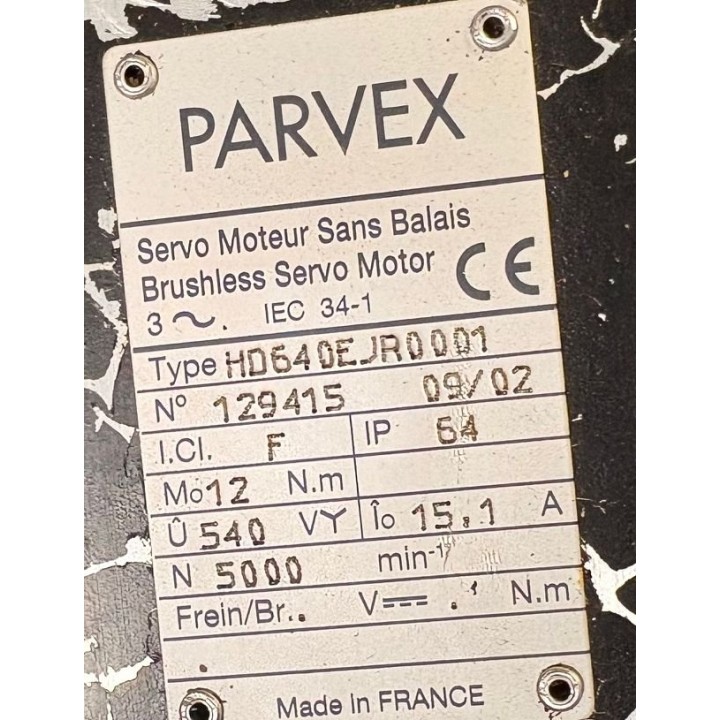 PARVEX
Servo Moteur Sans Balais
Brushless Servo Motor CE
3 ~. IEC 34-1
Type HD640EJR0001
N° 129415 09/02
I.Cl. F IP 64
Mo 12 N.m
Û 540 VY Îo 15.1 A
N 5000 min-1
Frein/Br.. V⎓ . N.m
.
Made in FRANCE